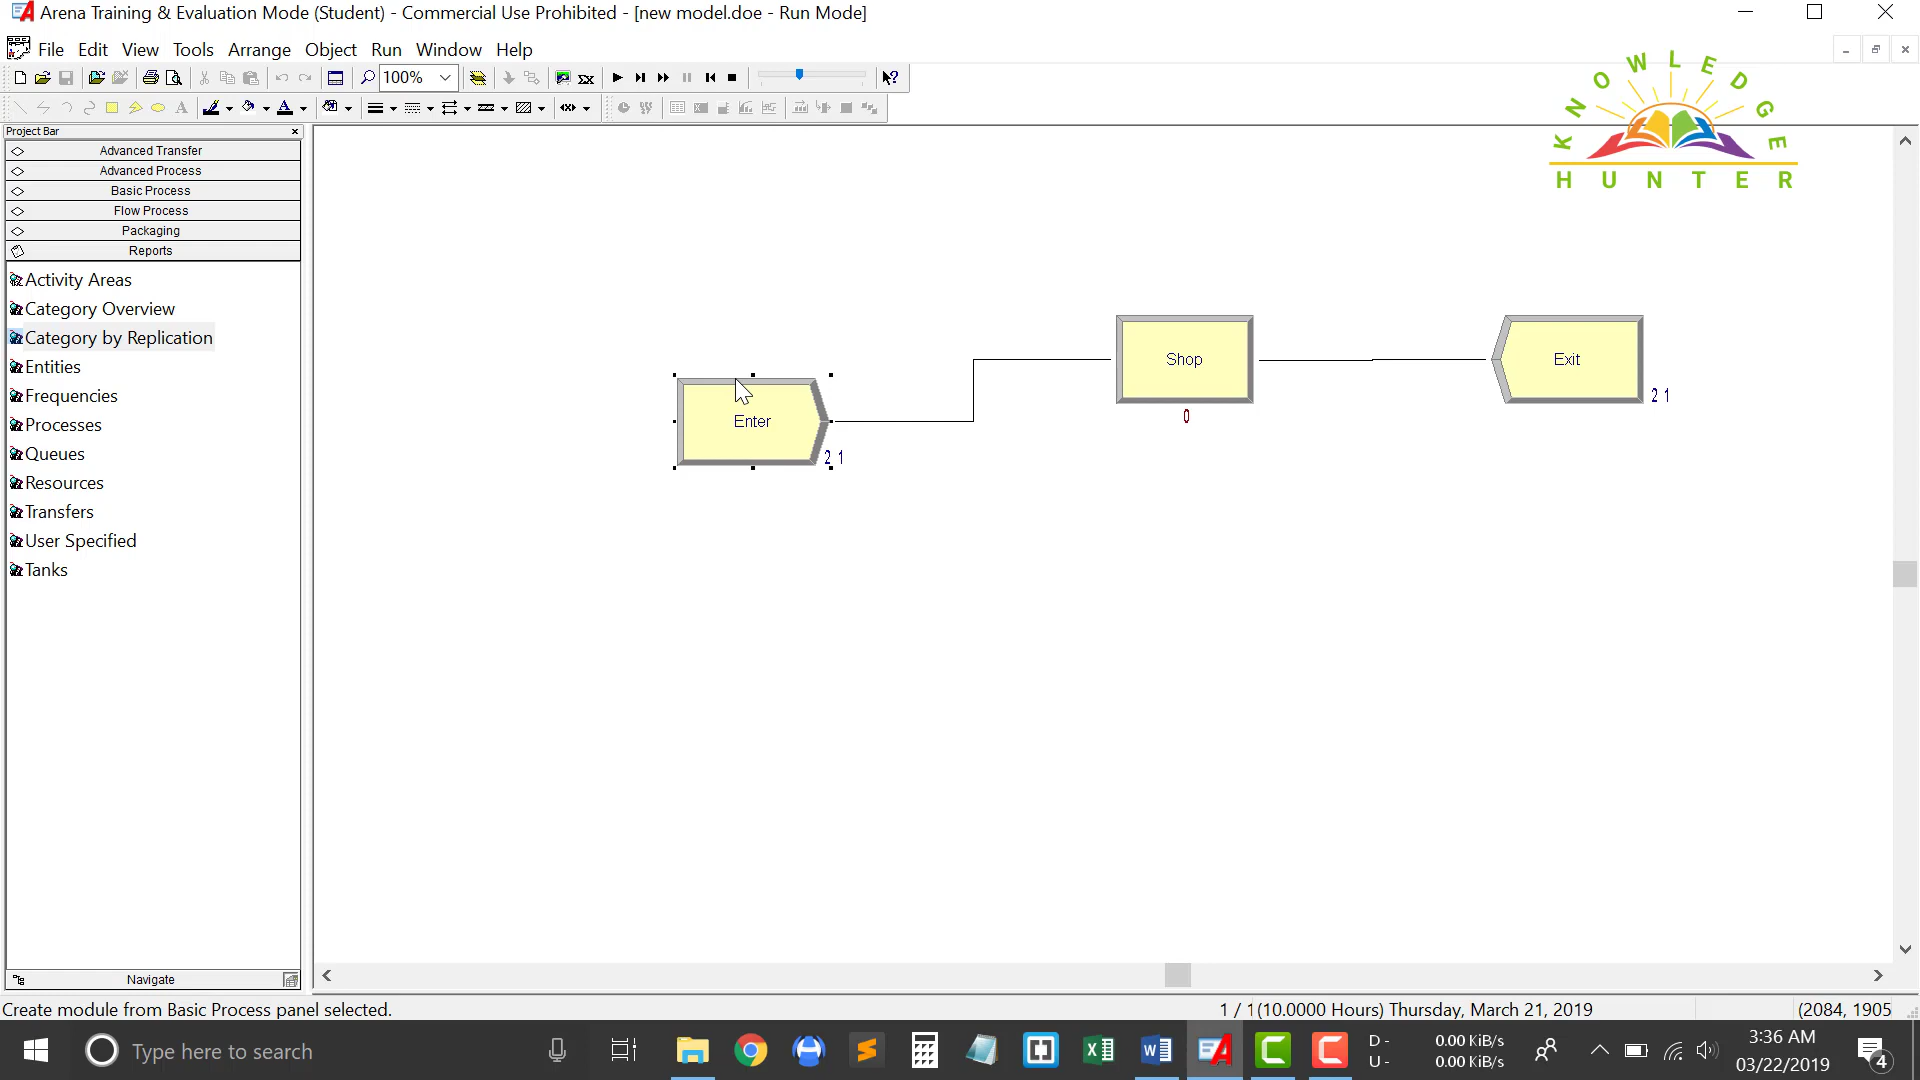 Arena Training & Evaluation Mode (Student) - Commercial Use Prohibited - [new model.doe - Run Mode]
File Edit View Tools Arrange Object Run Window Help
100%
KNOWLEDGE
HUNTER
Project Bar
Advanced Transfer
Advanced Process
Basic Process
Flow Process
Packaging
Reports
Activity Areas
Category Overview
Category by Replication
Entities
Frequencies
Processes
Queues
Resources
Transfers
User Specified
Tanks
Navigate
Enter
2 1
Shop
0
Exit
2 1
Create module from Basic Process panel selected.
1 / 1 (10.0000 Hours) Thursday, March 21, 2019
(2084, 1905
Type here to search
D - 0.00 KiB/s
U - 0.00 KiB/s
3:36 AM
03/22/2019
4